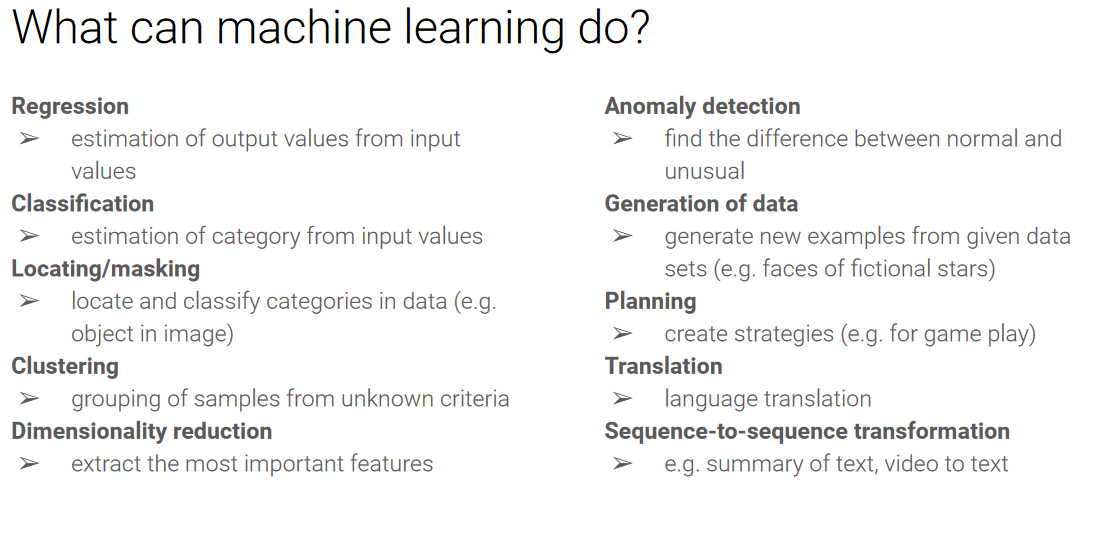 What can machine learning do?
Regression
➢ estimation of output values from input
values
Classification
➢ estimation of category from input values
Locating/masking
➢ locate and classify categories in data (e.g.
object in image)
Clustering
➢ grouping of samples from unknown criteria
Dimensionality reduction
➢ extract the most important features
Anomaly detection
➢ find the difference between normal and
unusual
Generation of data
➢ generate new examples from given data
sets (e.g. faces of fictional stars)
Planning
➢ create strategies (e.g. for game play)
Translation
➢ language translation
Sequence-to-sequence transformation
➢ e.g. summary of text, video to text